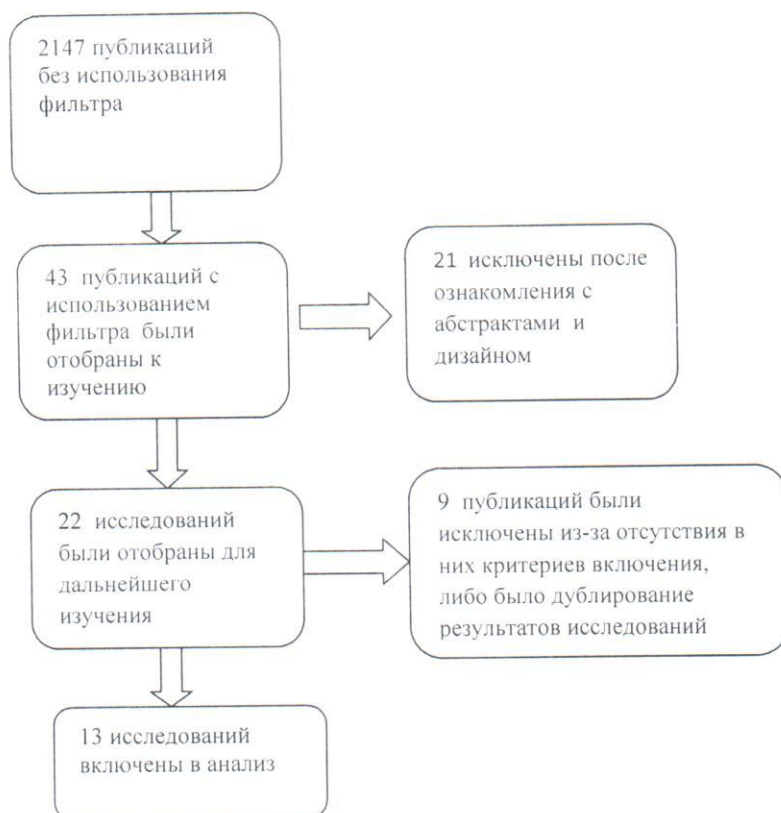 2147 публикаций
без использования
фильтра
43 публикаций с
использованием
фильтра были
отобраны к
изучению
21 исключены после
ознакомления с
абстрактами и
дизайном
22 исследований
были отобраны для
дальнейшего
изучения
9 публикаций были
исключены из-за отсутствия в
них критериев включения,
либо было дублирование
результатов исследований
13 исследований
включены в анализ